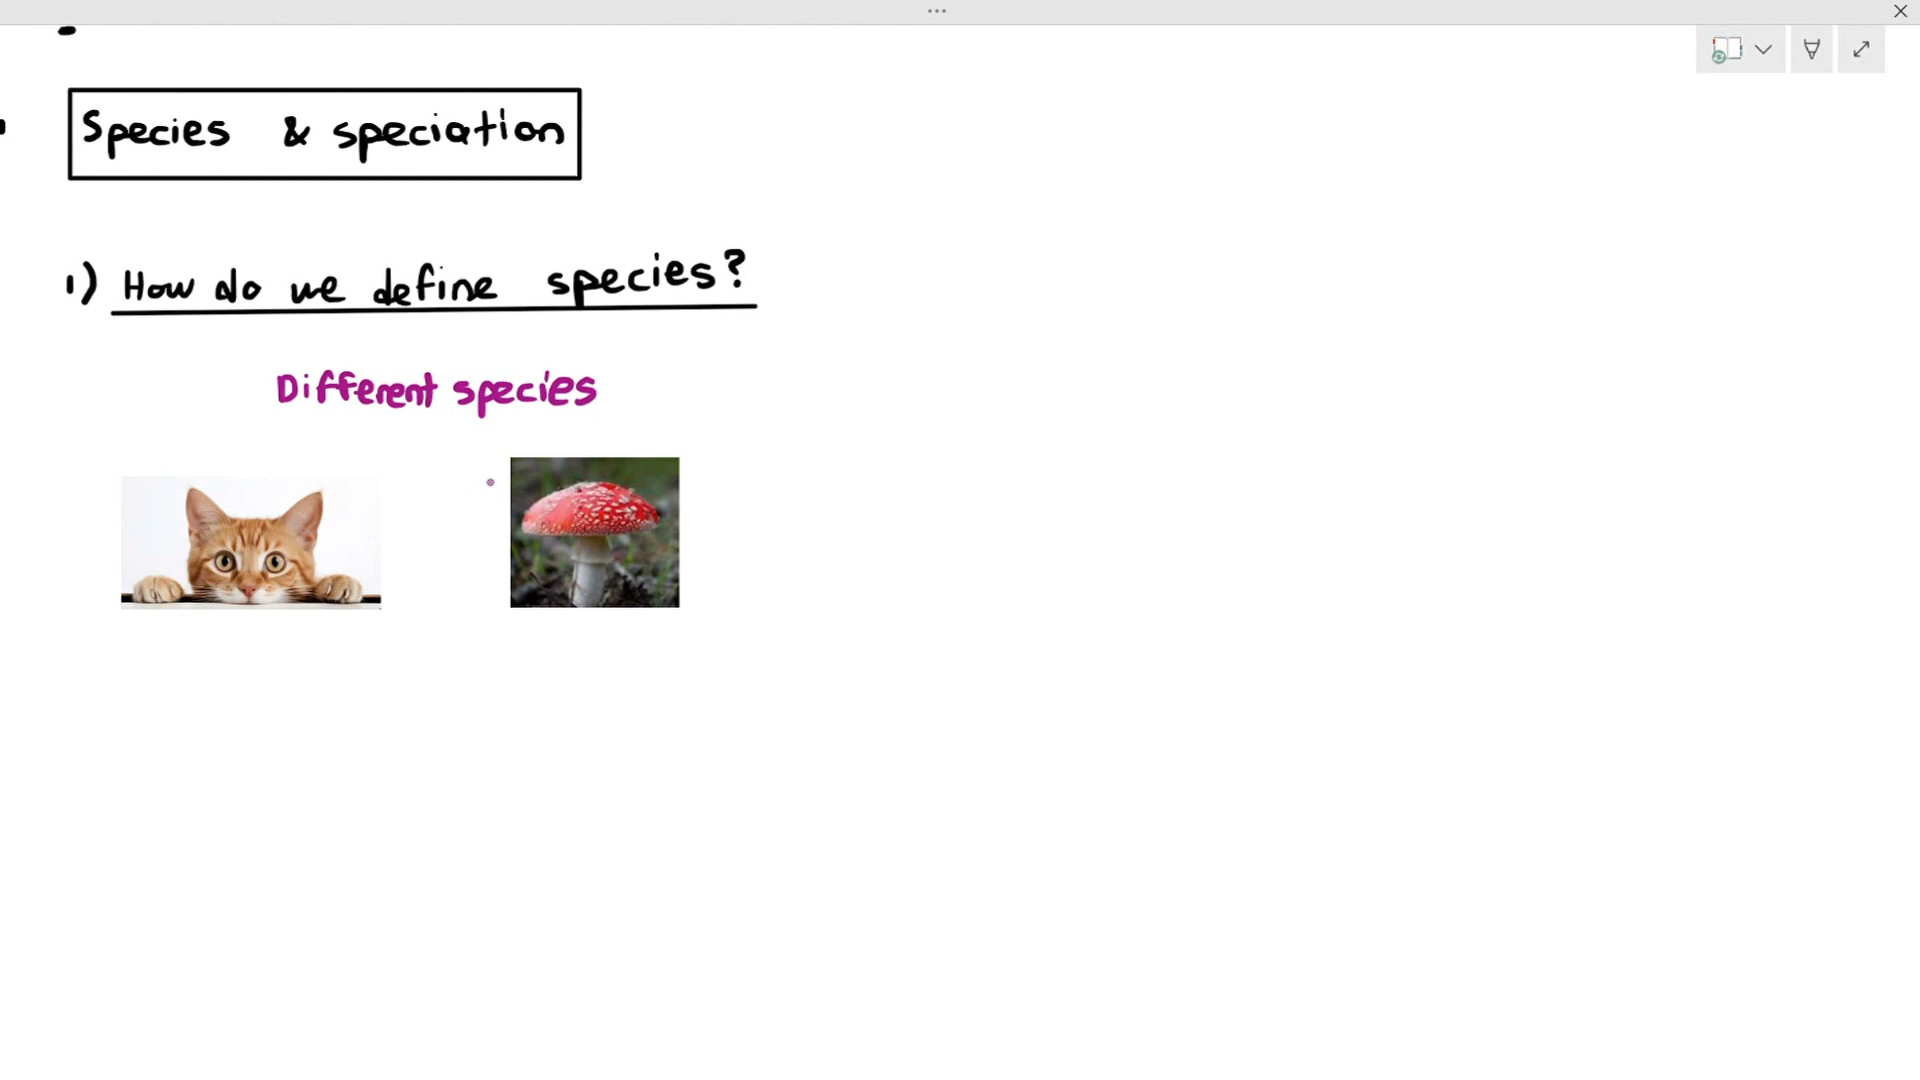 Species & speciation
1) How do we define species?
Different species